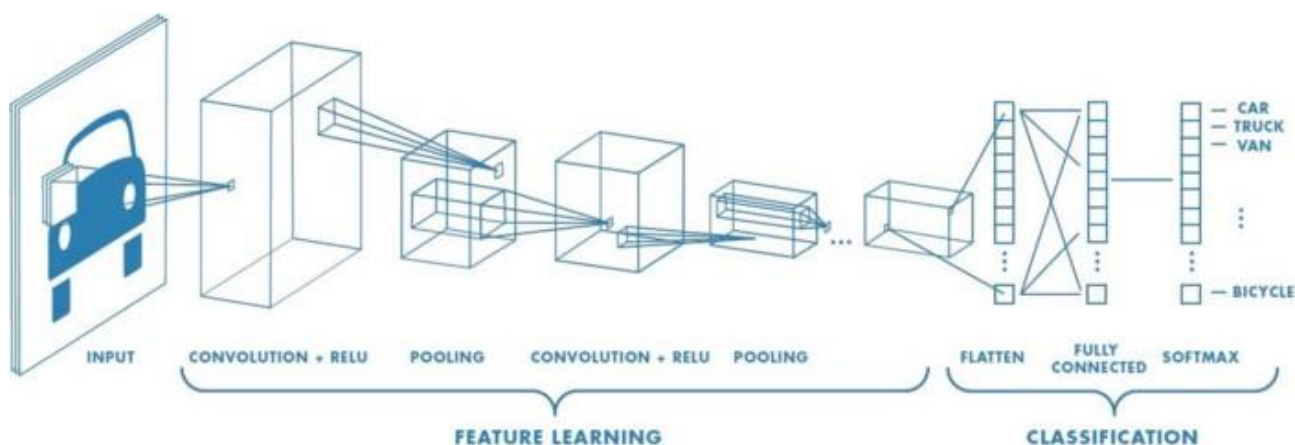 CAR
TRUCK
VAN
BICYCLE
INPUT
CONVOLUTION + RELU
POOLING
CONVOLUTION + RELU
POOLING
FLATTEN
FULLY
CONNECTED
SOFTMAX
FEATURE LEARNING
CLASSIFICATION